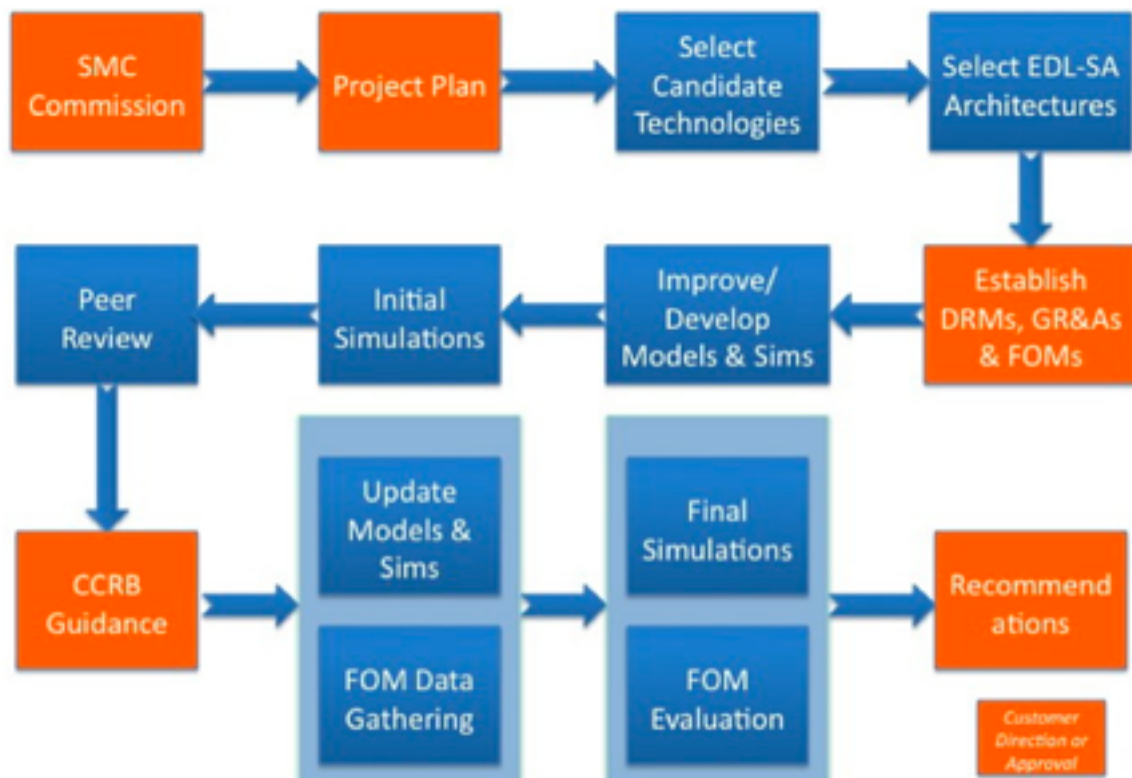 SMC
Commission
Project Plan
Select
Candidate
Technologies
Select EDL-SA
Architectures
Peer
Review
Initial
Simulations
Improve/
Develop
Models & Sims
Establish
DRMs, GR&As
& FOMs
CCRB
Guidance
Update
Models &
Sims
FOM Data
Gathering
Final
Simulations
FOM
Evaluation
Recommend
ations
Customer
Direction or
Approval